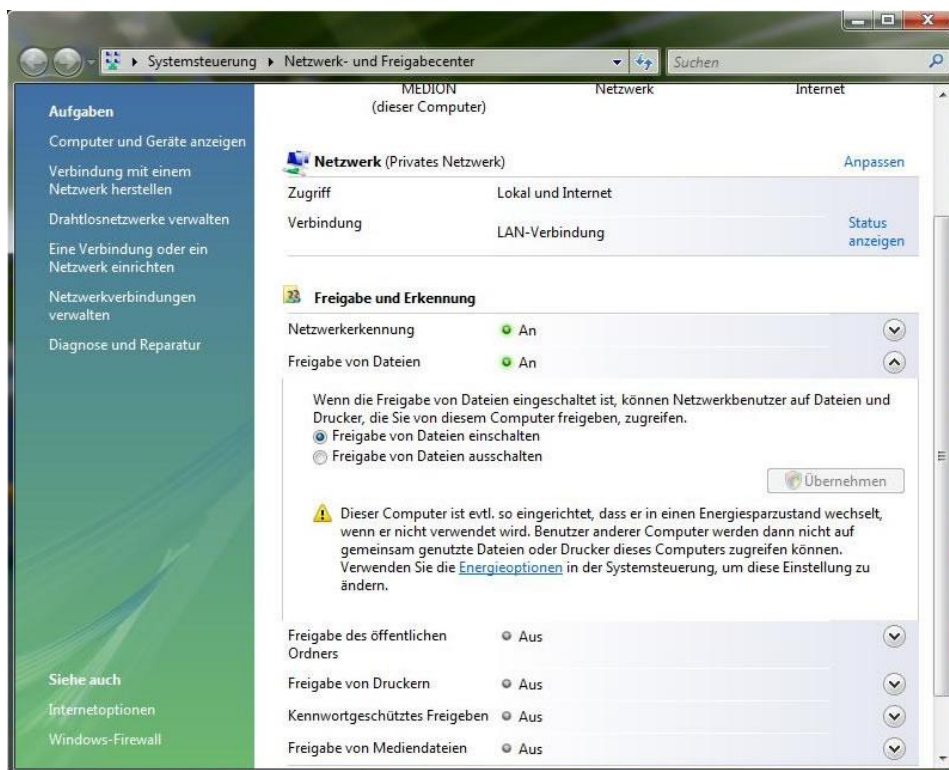 Systemsteuerung ▸ Netzwerk- und Freigabecenter
Suchen
Aufgaben
Computer und Geräte anzeigen
Verbindung mit einem
Netzwerk herstellen
Drahtlosnetzwerke verwalten
Eine Verbindung oder ein
Netzwerk einrichten
Netzwerkverbindungen
verwalten
Diagnose und Reparatur
Siehe auch
Internetoptionen
Windows-Firewall
MEDION Netzwerk Internet
(dieser Computer)
Netzwerk (Privates Netzwerk) Anpassen
Zugriff Lokal und Internet
Verbindung LAN-Verbindung Status
anzeigen
Freigabe und Erkennung
Netzwerkerkennung An
Freigabe von Dateien An
Wenn die Freigabe von Dateien eingeschaltet ist, können Netzwerkbenutzer auf Dateien und
Drucker, die Sie von diesem Computer freigeben, zugreifen.
Freigabe von Dateien einschalten
Freigabe von Dateien ausschalten
Übernehmen
Dieser Computer ist evtl. so eingerichtet, dass er in einen Energiesparzustand wechselt,
wenn er nicht verwendet wird. Benutzer anderer Computer werden dann nicht auf
gemeinsam genutzte Dateien oder Drucker dieses Computers zugreifen können.
Verwenden Sie die Energieoptionen in der Systemsteuerung, um diese Einstellung zu
ändern.
Freigabe des öffentlichen Aus
Ordners
Freigabe von Druckern Aus
Kennwortgeschütztes Freigeben Aus
Freigabe von Mediendateien Aus